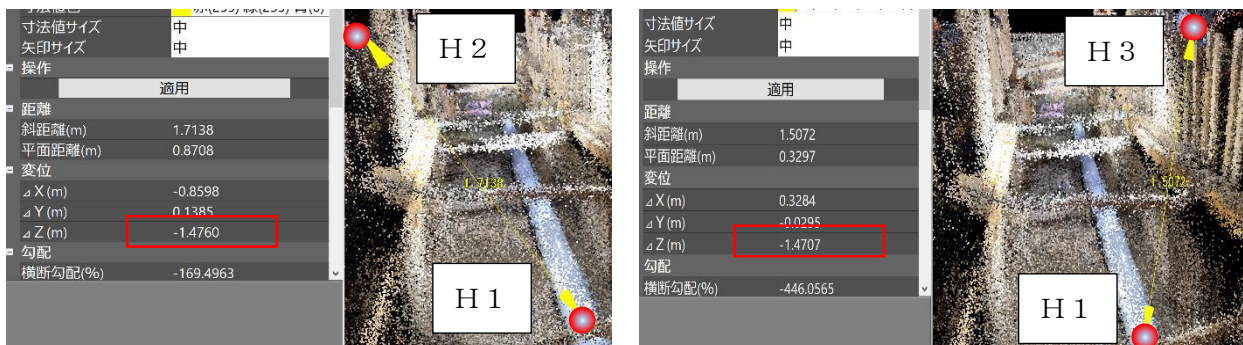 寸法値サイズ 中
矢印サイズ 中
操作
適用
距離
斜距離(m) 1.7138
平面距離(m) 0.8708
変位
⊿X(m) -0.8598
⊿Y(m) 0.1385
⊿Z(m) -1.4760
勾配
横断勾配(%) -169.4963
H2
1.7138
H1
寸法値サイズ 中
矢印サイズ 中
操作
適用
距離
斜距離(m) 1.5072
平面距離(m) 0.3297
変位
⊿X(m) 0.3284
⊿Y(m) -0.0295
⊿Z(m) -1.4707
勾配
横断勾配(%) -446.0565
H3
1.5072
H1